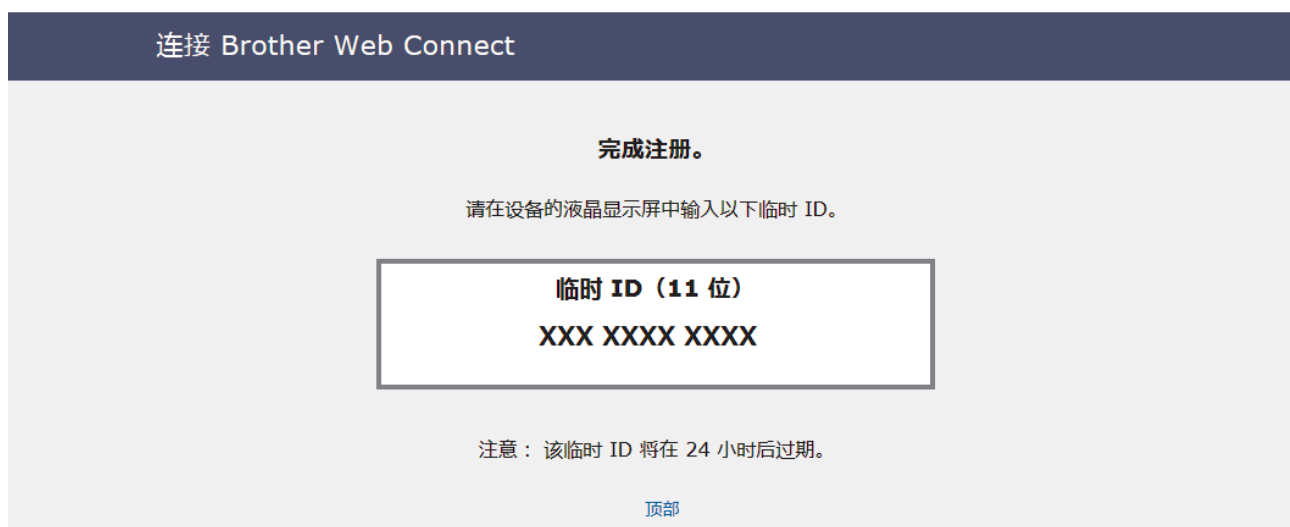 连接 Brother Web Connect
完成注册。
请在设备的液晶显示屏中输入以下临时 ID。
临时 ID（11 位）
XXX XXXX XXXX
注意： 该临时 ID 将在 24 小时后过期。
顶部